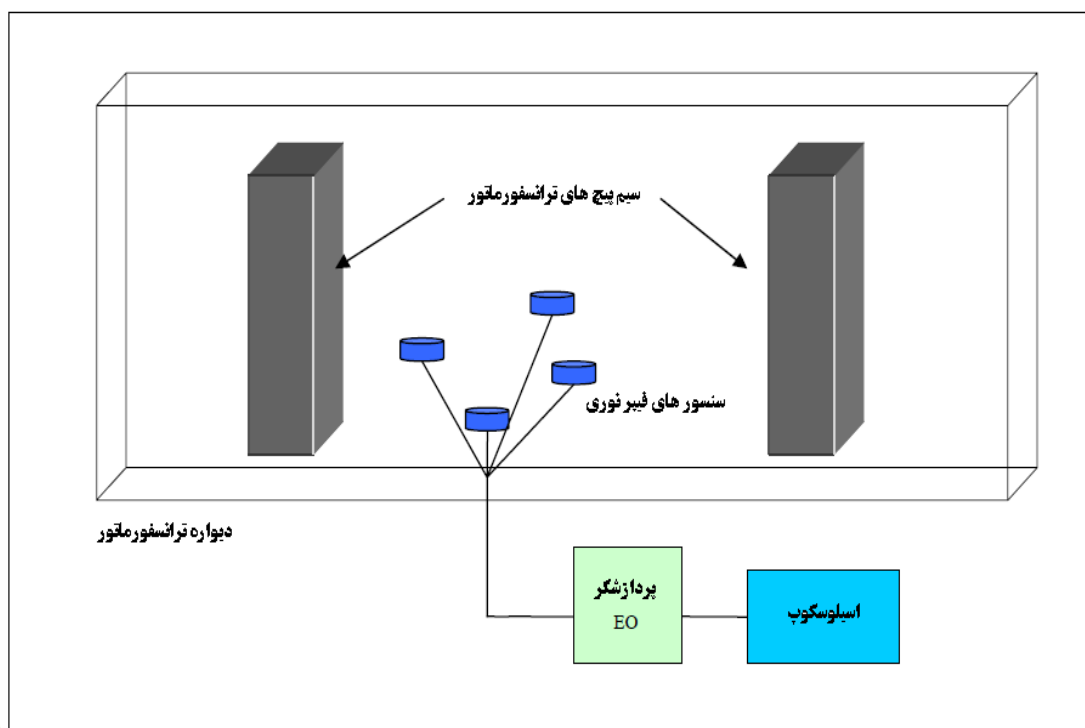 سیم پیچ های ترانسفورماتور
سنسور های فیبر نوری
دیواره ترانسفورماتور
پردازشگر
EO
اسیلوسکوپ